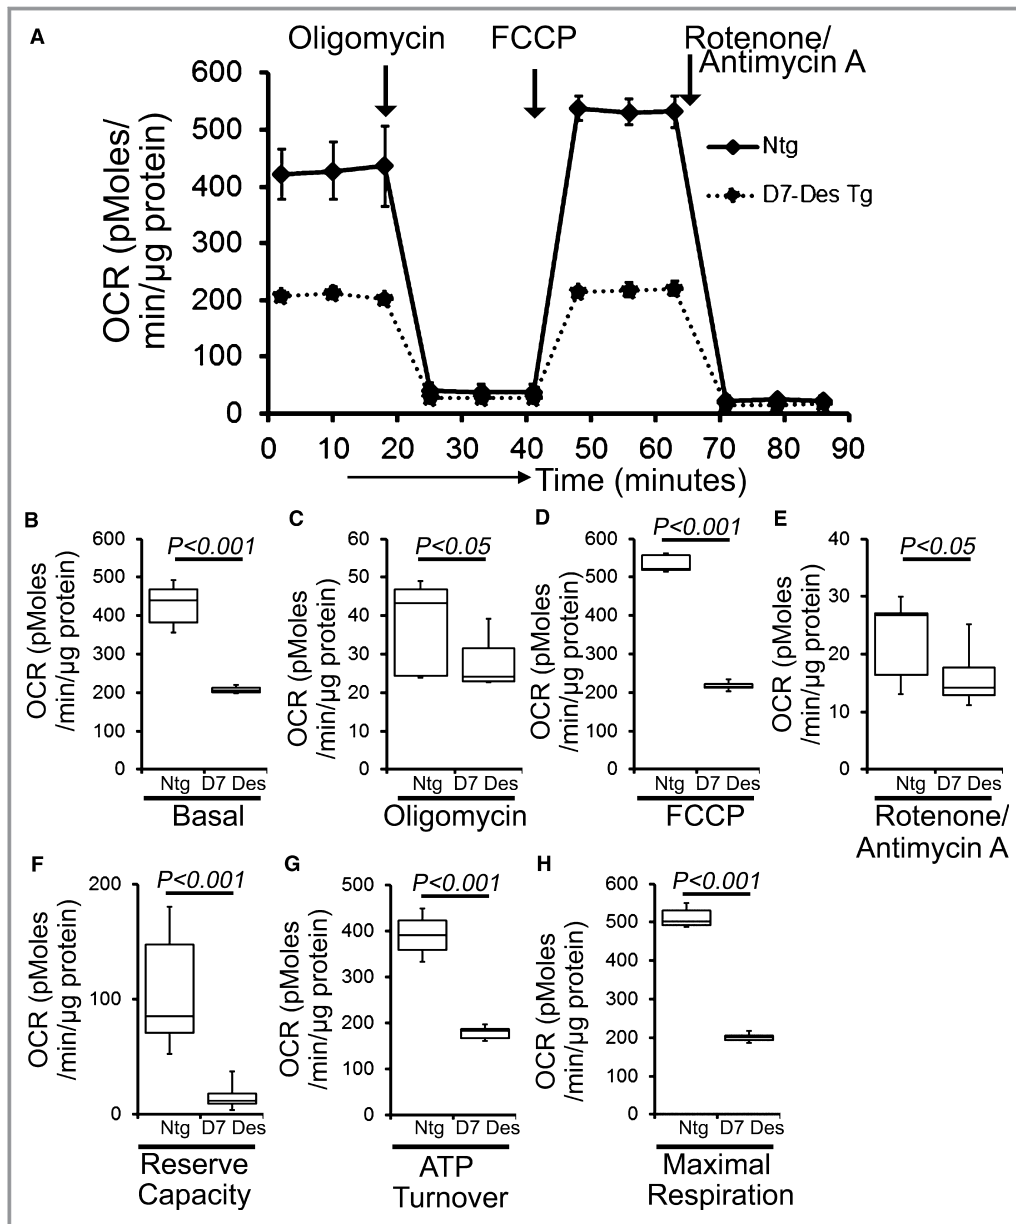 A
Oligomycin
FCCP
Rotenone/
Antimycin A
600
500
400
300
200
100
0
OCR (pMoles/
min/µg protein)
Ntg
D7-Des Tg
0 10 20 30 40 50 60 70 80 90
Time (minutes)
B
P<0.001
600
500
400
300
200
100
0
OCR (pMoles
/min/µg protein)
Ntg D7 Des
Basal
C
P<0.05
60
50
40
30
20
10
0
OCR (pMoles
/min/µg protein)
Ntg D7 Des
Oligomycin
D
P<0.001
600
500
400
300
200
100
0
OCR (pMoles
/min/µg protein)
Ntg D7 Des
FCCP
E
P<0.05
40
30
20
10
0
OCR (pMoles
/min/µg protein)
Ntg D7 Des
Rotenone/
Antimycin A
F
P<0.001
200
100
0
OCR (pMoles
/min/µg protein)
Ntg D7 Des
Reserve
Capacity
G
P<0.001
500
400
300
200
100
0
OCR (pMoles
/min/µg protein)
Ntg D7 Des
ATP
Turnover
H
P<0.001
600
500
400
300
200
100
0
OCR (pMoles
/min/µg protein)
Ntg D7 Des
Maximal
Respiration